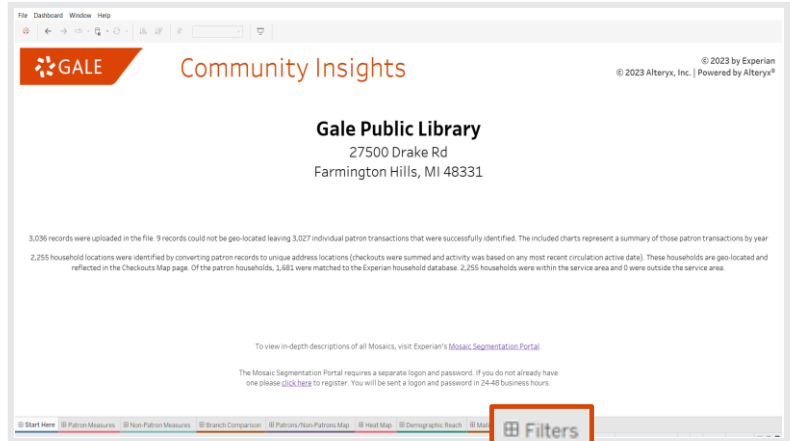 File Dashboard Window Help
GALE
Community Insights
© 2023 by Experian
© 2023 Alteryx, Inc. | Powered by Alteryx®
Gale Public Library
27500 Drake Rd
Farmington Hills, MI 48331
3,036 records were uploaded in the file. 9 records could not be geo-located leaving 3,027 individual patron transactions that were successfully identified. The included charts represent a summary of those patron transactions by year
2,255 household locations were identified by converting patron records to unique address locations (checkouts were summed and activity was based on any most recent circulation active date). These households are geo-located and
reflected in the Checkouts Map page. Of the patron households, 1,681 were matched to the Experian household database. 2,255 households were within the service area and 0 were outside the service area.
To view in-depth descriptions of all Mosaics, visit Experian's Mosaic Segmentation Portal.
The Mosaic Segmentation Portal requires a separate logon and password. If you do not already have
one please click here to register. You will be sent a logon and password in 24-48 business hours.
Start Here Patron Measures Non-Patron Measures Branch Comparison Patrons/Non-Patrons Map Heat Map Demographic Reach Filters